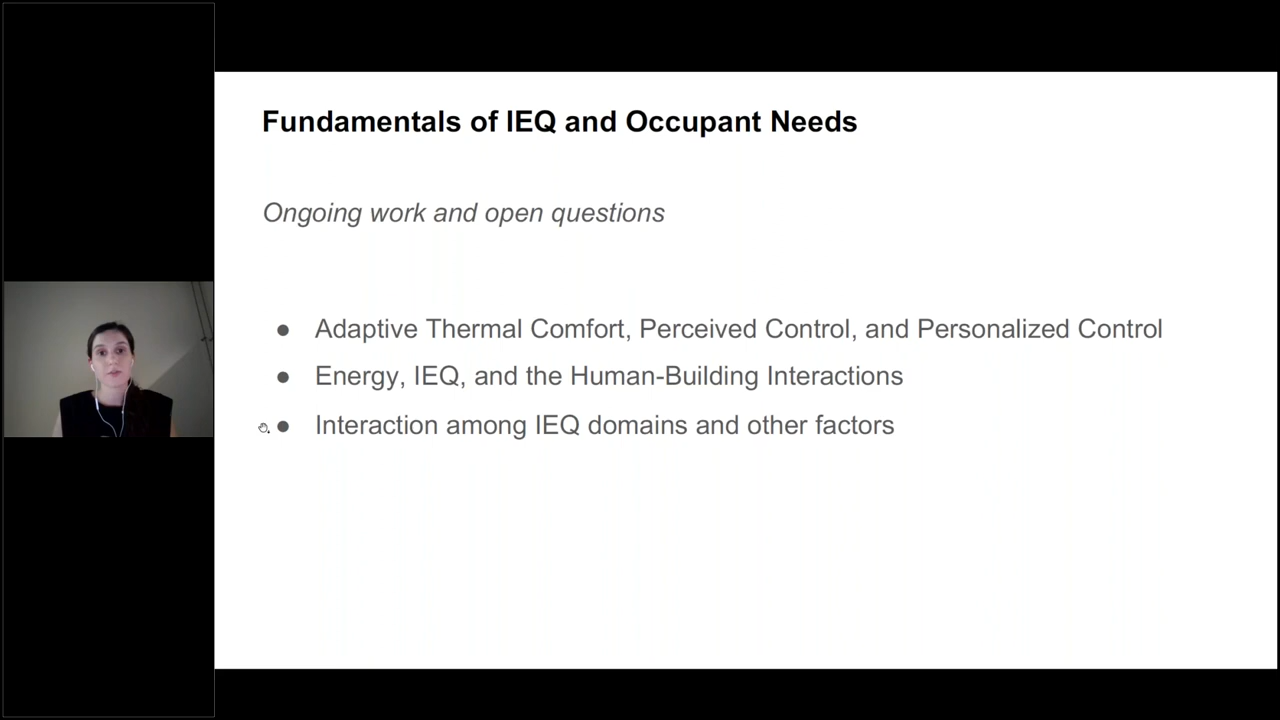 Fundamentals of IEQ and Occupant Needs
Ongoing work and open questions
● Adaptive Thermal Comfort, Perceived Control, and Personalized Control
● Energy, IEQ, and the Human-Building Interactions
● Interaction among IEQ domains and other factors